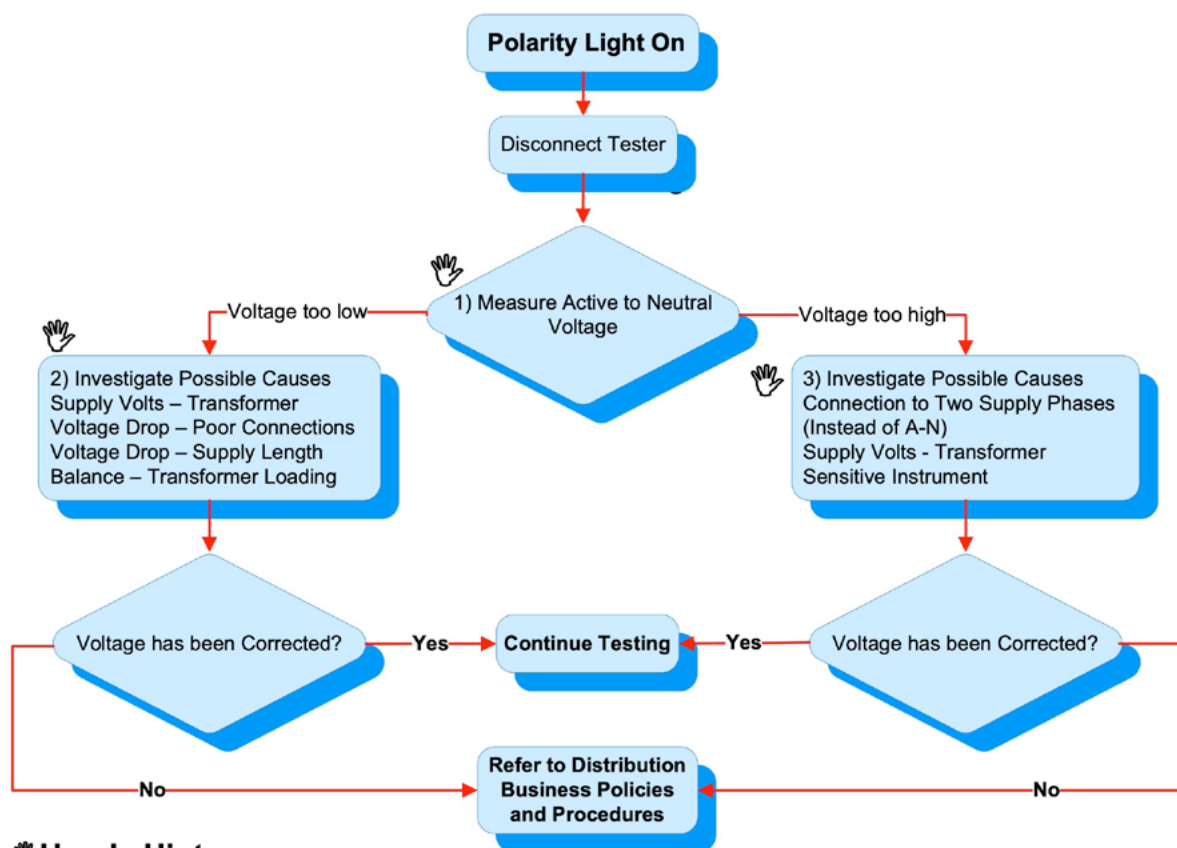 Polarity Light On
Disconnect Tester
1) Measure Active to Neutral
Voltage
Voltage too low
Voltage too high
2) Investigate Possible Causes
Supply Volts – Transformer
Voltage Drop – Poor Connections
Voltage Drop – Supply Length
Balance – Transformer Loading
3) Investigate Possible Causes
Connection to Two Supply Phases
(Instead of A-N)
Supply Volts - Transformer
Sensitive Instrument
Voltage has been Corrected?
Yes
Continue Testing
Yes
Voltage has been Corrected?
No
Refer to Distribution
Business Policies
and Procedures
No